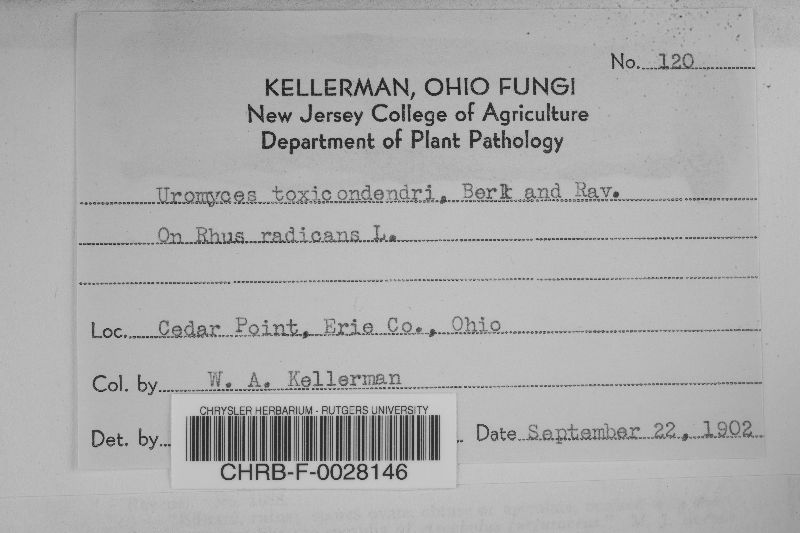 No. 120
KELLERMAN, OHIO FUNGI
New Jersey College of Agriculture
Department of Plant Pathology
Uromyces toxicondendri, Berk and Rav.
On Rhus radicans L.
Loc. Cedar Point, Erie Co., Ohio
Col. by W. A. Kellerman
Det. by
Date September 22, 1902
CHRYSLER HERBARIUM - RUTGERS UNIVERSITY
CHRB-F-0028146